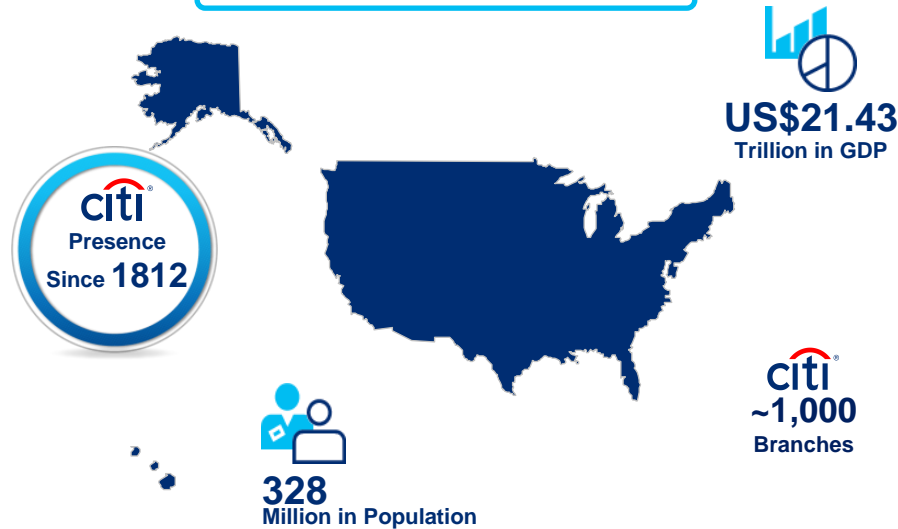 US$21.43
Trillion in GDP
citi®
Presence
Since 1812
citi®
~1,000
Branches
328
Million in Population